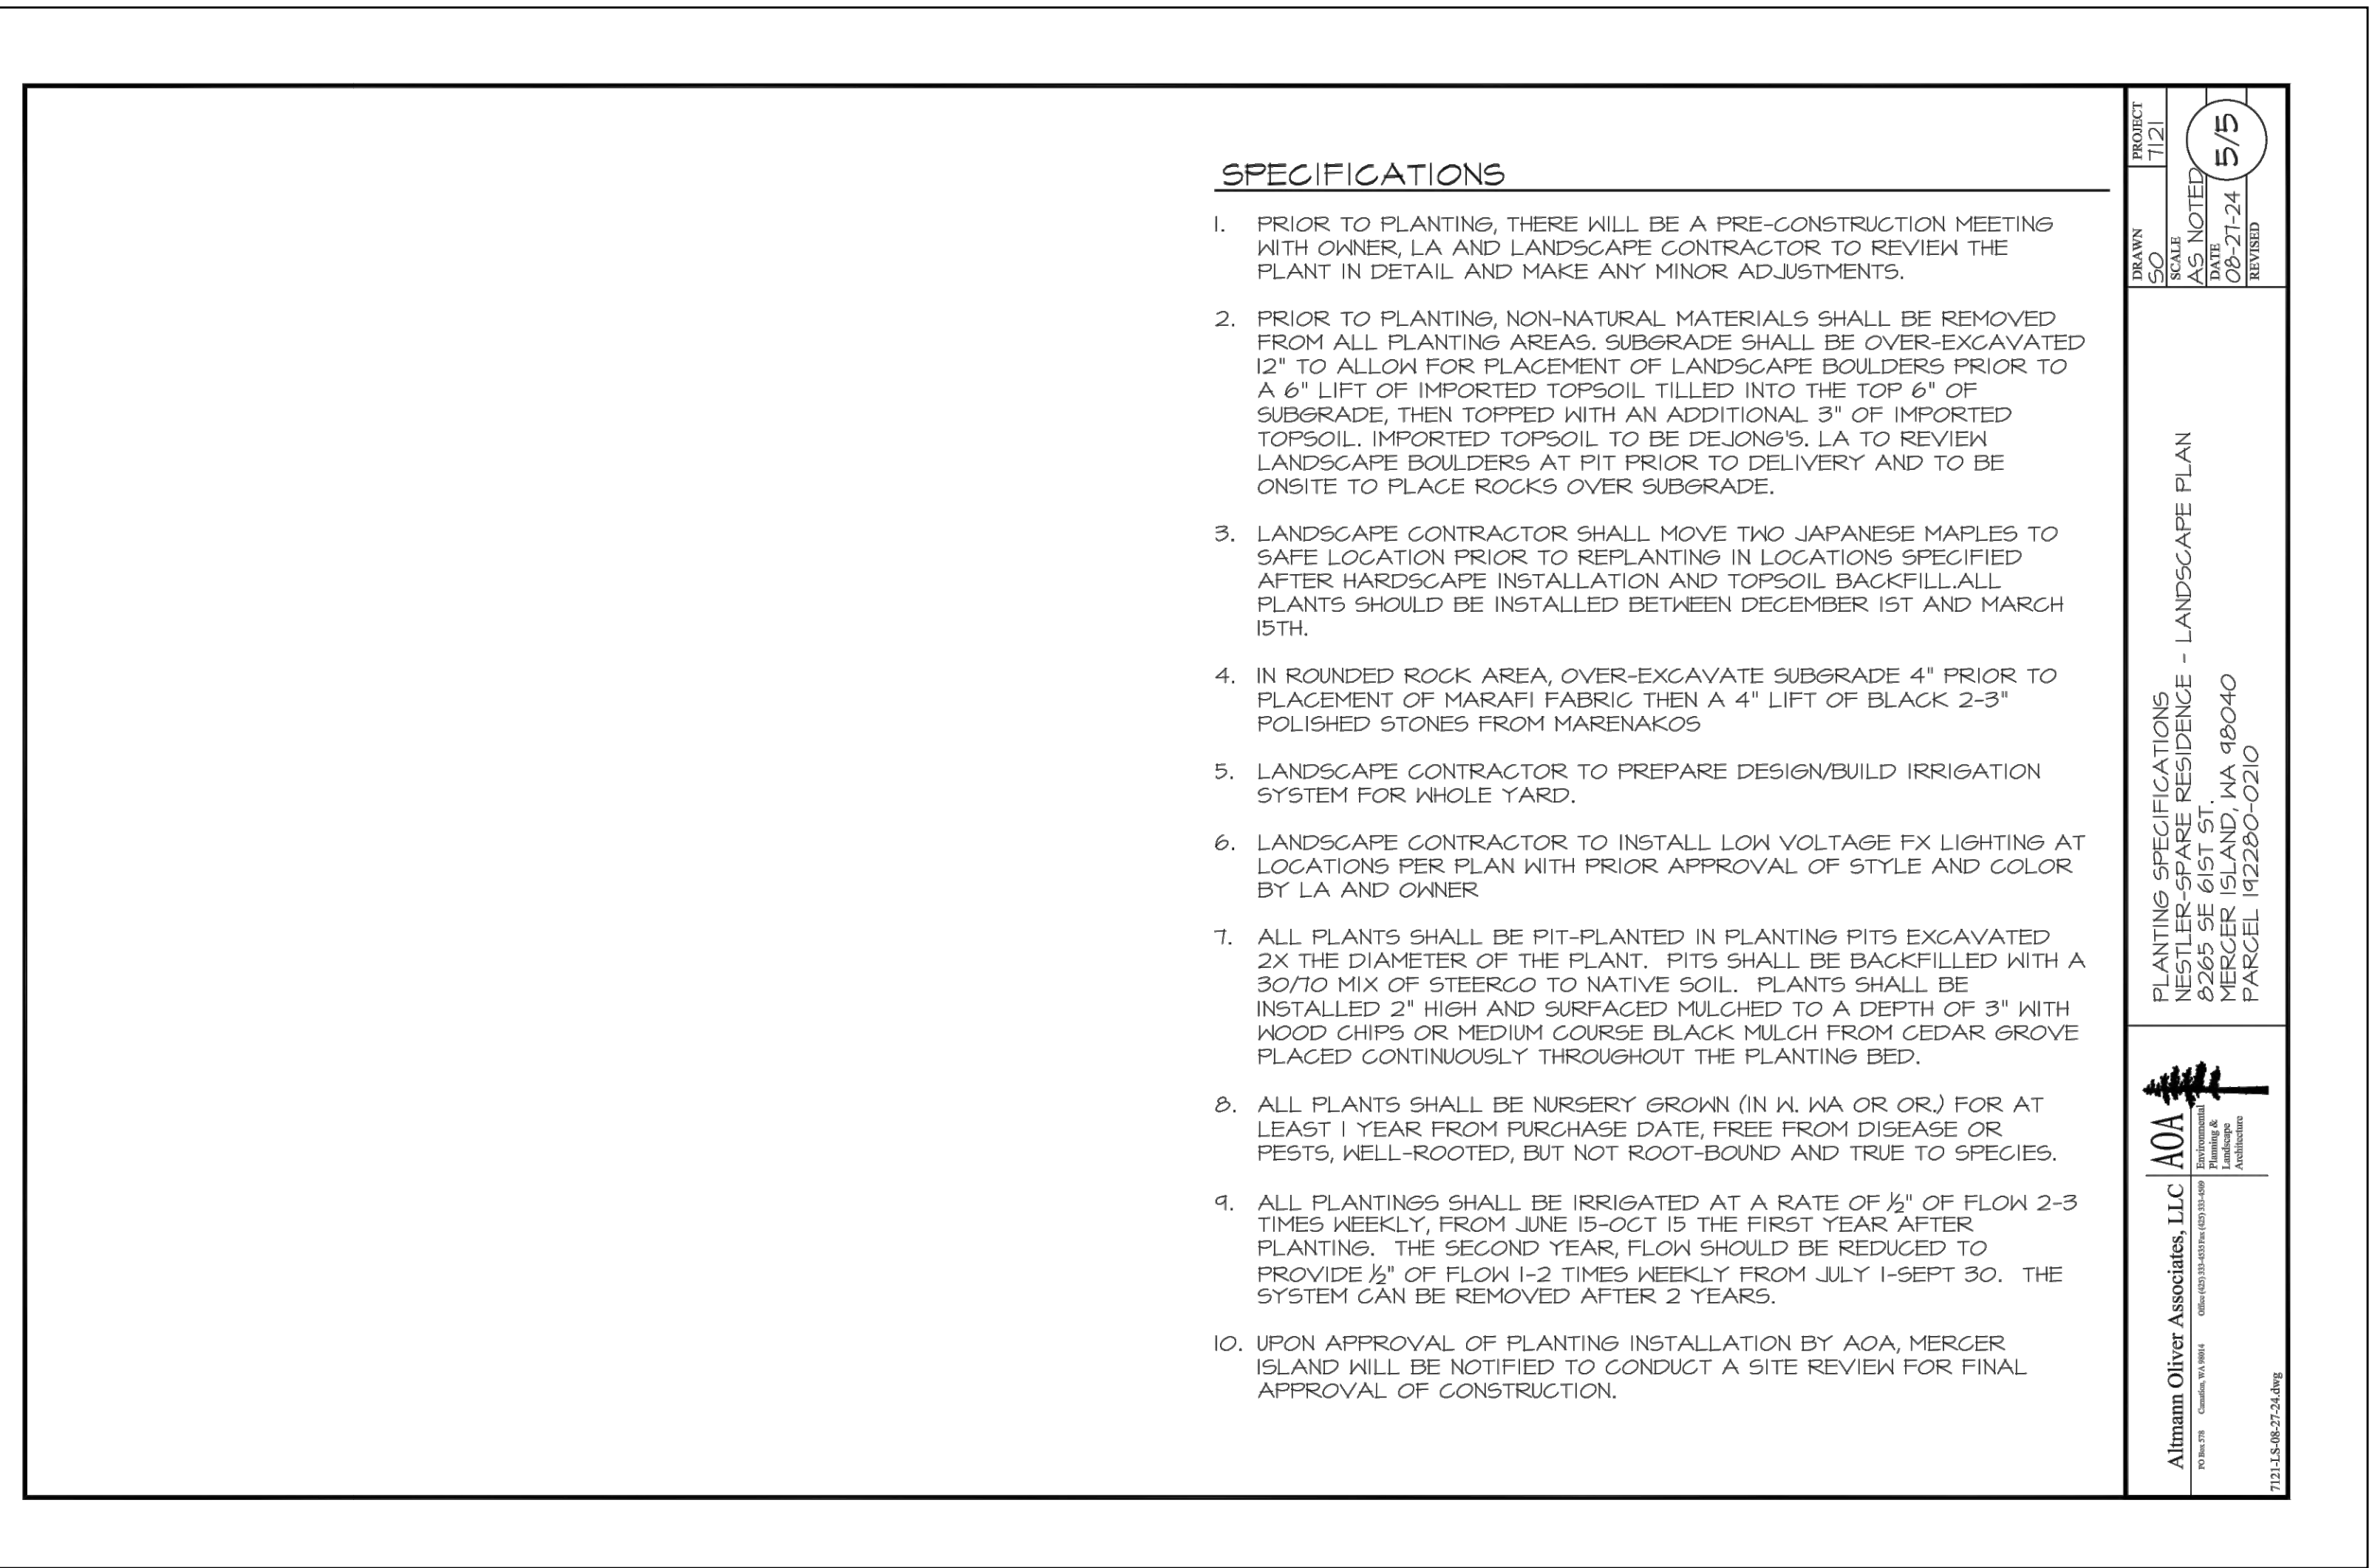 SPECIFICATIONS
1. PRIOR TO PLANTING, THERE WILL BE A PRE-CONSTRUCTION MEETING
WITH OWNER, LA AND LANDSCAPE CONTRACTOR TO REVIEW THE
PLANT IN DETAIL AND MAKE ANY MINOR ADJUSTMENTS.
2. PRIOR TO PLANTING, NON-NATURAL MATERIALS SHALL BE REMOVED
FROM ALL PLANTING AREAS. SUBGRADE SHALL BE OVER-EXCAVATED
12" TO ALLOW FOR PLACEMENT OF LANDSCAPE BOULDERS PRIOR TO
A 6" LIFT OF IMPORTED TOPSOIL TILLED INTO THE TOP 6" OF
SUBGRADE, THEN TOPPED WITH AN ADDITIONAL 3" OF IMPORTED
TOPSOIL. IMPORTED TOPSOIL TO BE DEJONG'S. LA TO REVIEW
LANDSCAPE BOULDERS AT PIT PRIOR TO DELIVERY AND TO BE
ONSITE TO PLACE ROCKS OVER SUBGRADE.
3. LANDSCAPE CONTRACTOR SHALL MOVE TWO JAPANESE MAPLES TO
SAFE LOCATION PRIOR TO REPLANTING IN LOCATIONS SPECIFIED
AFTER HARDSCAPE INSTALLATION AND TOPSOIL BACKFILL.ALL
PLANTS SHOULD BE INSTALLED BETWEEN DECEMBER 1ST AND MARCH
15TH.
4. IN ROUNDED ROCK AREA, OVER-EXCAVATE SUBGRADE 4" PRIOR TO
PLACEMENT OF MARAFI FABRIC THEN A 4" LIFT OF BLACK 2-3"
POLISHED STONES FROM MARENAKOS
5. LANDSCAPE CONTRACTOR TO PREPARE DESIGN/BUILD IRRIGATION
SYSTEM FOR WHOLE YARD.
6. LANDSCAPE CONTRACTOR TO INSTALL LOW VOLTAGE FX LIGHTING AT
LOCATIONS PER PLAN WITH PRIOR APPROVAL OF STYLE AND COLOR
BY LA AND OWNER
7. ALL PLANTS SHALL BE PIT-PLANTED IN PLANTING PITS EXCAVATED
2X THE DIAMETER OF THE PLANT. PITS SHALL BE BACKFILLED WITH A
30/70 MIX OF STEERCO TO NATIVE SOIL. PLANTS SHALL BE
INSTALLED 2" HIGH AND SURFACED MULCHED TO A DEPTH OF 3" WITH
WOOD CHIPS OR MEDIUM COURSE BLACK MULCH FROM CEDAR GROVE
PLACED CONTINUOUSLY THROUGHOUT THE PLANTING BED.
8. ALL PLANTS SHALL BE NURSERY GROWN (IN W. WA OR OR.) FOR AT
LEAST 1 YEAR FROM PURCHASE DATE, FREE FROM DISEASE OR
PESTS, WELL-ROOTED, BUT NOT ROOT-BOUND AND TRUE TO SPECIES.
9. ALL PLANTINGS SHALL BE IRRIGATED AT A RATE OF ½" OF FLOW 2-3
TIMES WEEKLY, FROM JUNE 15-OCT 15 THE FIRST YEAR AFTER
PLANTING. THE SECOND YEAR, FLOW SHOULD BE REDUCED TO
PROVIDE ½" OF FLOW 1-2 TIMES WEEKLY FROM JULY 1-SEPT 30. THE
SYSTEM CAN BE REMOVED AFTER 2 YEARS.
10. UPON APPROVAL OF PLANTING INSTALLATION BY AOA, MERCER
ISLAND WILL BE NOTIFIED TO CONDUCT A SITE REVIEW FOR FINAL
APPROVAL OF CONSTRUCTION.
DRAWN PROJECT
SO 7121
SCALE
AS NOTED
DATE
08-27-24
5/5
REVISED
PLANTING SPECIFICATIONS
NESTLER-SPARE RESIDENCE - LANDSCAPE PLAN
8265 SE 61ST ST.
MERCER ISLAND, WA 98040
PARCEL 192280-0210
AOA
Environmental
Planning &
Landscape
Architecture
Altmann Oliver Associates, LLC
PO Box 578 Carnation, WA 98014 Office (425) 333-4535 Fax (425) 333-4509
7121-LS-08-27-24.dwg